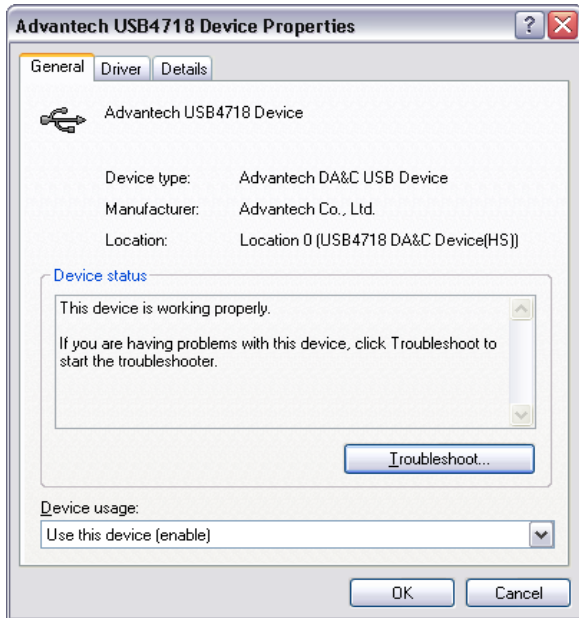 Advantech USB4718 Device Properties
General Driver Details
Advantech USB4718 Device
Device type: Advantech DA&C USB Device
Manufacturer: Advantech Co., Ltd.
Location: Location 0 (USB4718 DA&C Device(HS))
Device status
This device is working properly.
If you are having problems with this device, click Troubleshoot to
start the troubleshooter.
Troubleshoot...
Device usage:
Use this device (enable)
OK Cancel